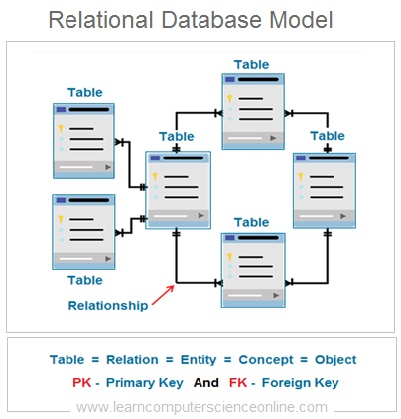 Relational Database Model
Table
Table
Table
Table
Table
Table
Relationship
Table = Relation = Entity = Concept = Object
PK - Primary Key And FK - Foreign Key
www.learncomputerscienceonline.com